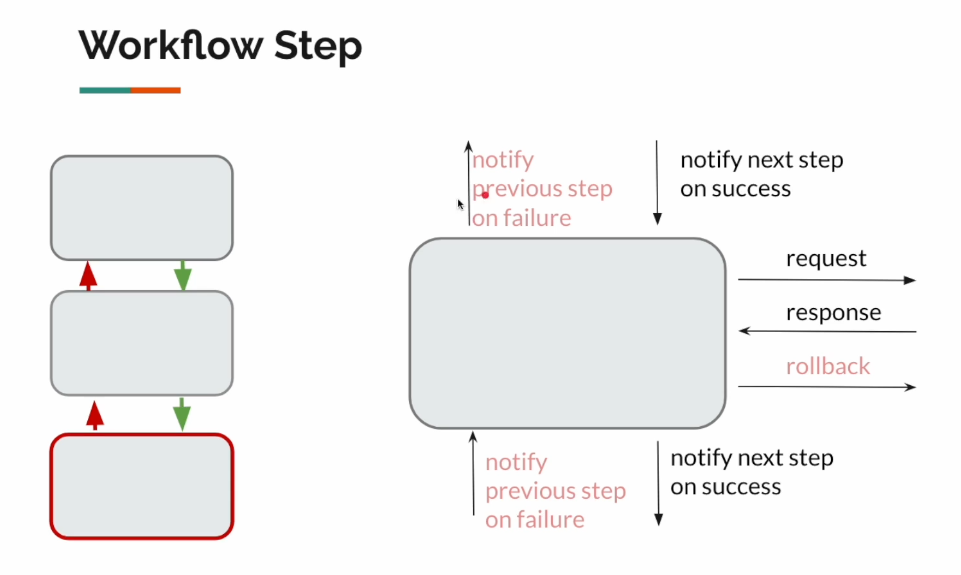 Workflow Step
notify
previous step
on failure
notify next step
on success
request
response
rollback
notify
previous step
on failure
notify next step
on success